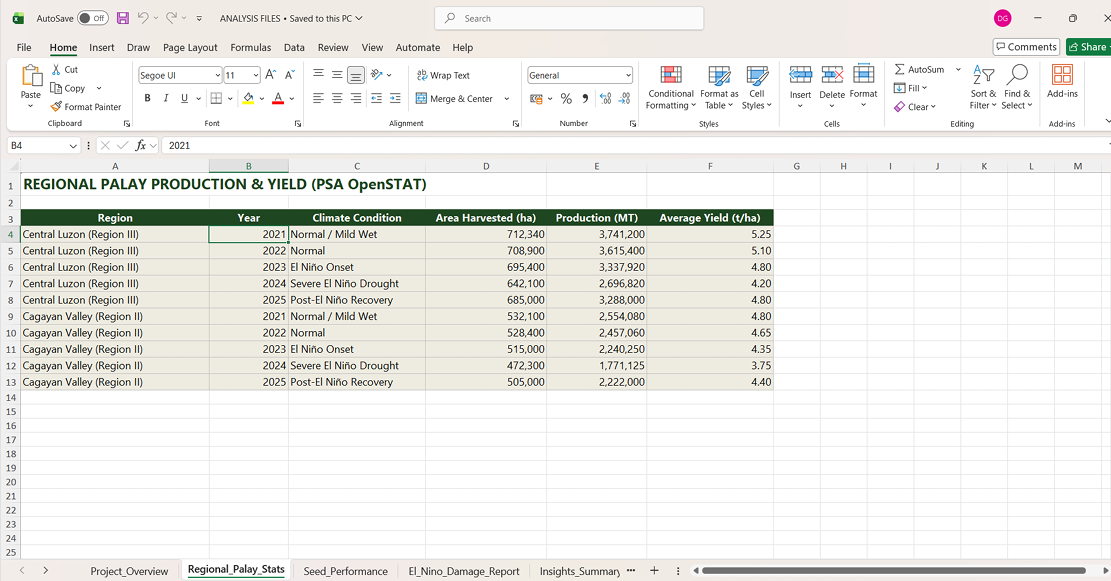 AutoSave Off ANALYSIS FILES • Saved to this PC Search DG
File Home Insert Draw Page Layout Formulas Data Review View Automate Help Comments Share
Paste Cut Copy Format Painter Clipboard
Segoe UI 11 A A B I U A Font
ab Wrap Text Merge & Center Alignment
General % Number
Conditional Formatting Format as Table Cell Styles Styles
Insert Delete Format Cells
AutoSum Fill Clear Sort & Filter Find & Select Editing
Add-ins Add-ins
B4 fx 2021
A B C D E F G H I J K L M
1 REGIONAL PALAY PRODUCTION & YIELD (PSA OpenSTAT)
2
3 Region Year Climate Condition Area Harvested (ha) Production (MT) Average Yield (t/ha)
4 Central Luzon (Region III) 2021 Normal / Mild Wet 712,340 3,741,200 5.25
5 Central Luzon (Region III) 2022 Normal 708,900 3,615,400 5.10
6 Central Luzon (Region III) 2023 El Niño Onset 695,400 3,337,920 4.80
7 Central Luzon (Region III) 2024 Severe El Niño Drought 642,100 2,696,820 4.20
8 Central Luzon (Region III) 2025 Post-El Niño Recovery 685,000 3,288,000 4.80
9 Cagayan Valley (Region II) 2021 Normal / Mild Wet 532,100 2,554,080 4.80
10 Cagayan Valley (Region II) 2022 Normal 528,400 2,457,060 4.65
11 Cagayan Valley (Region II) 2023 El Niño Onset 515,000 2,240,250 4.35
12 Cagayan Valley (Region II) 2024 Severe El Niño Drought 472,300 1,771,125 3.75
13 Cagayan Valley (Region II) 2025 Post-El Niño Recovery 505,000 2,222,000 4.40
14
15
16
17
18
19
20
21
22
23
24
25
Project_Overview Regional_Palay_Stats Seed_Performance El_Nino_Damage_Report Insights_Summary ...